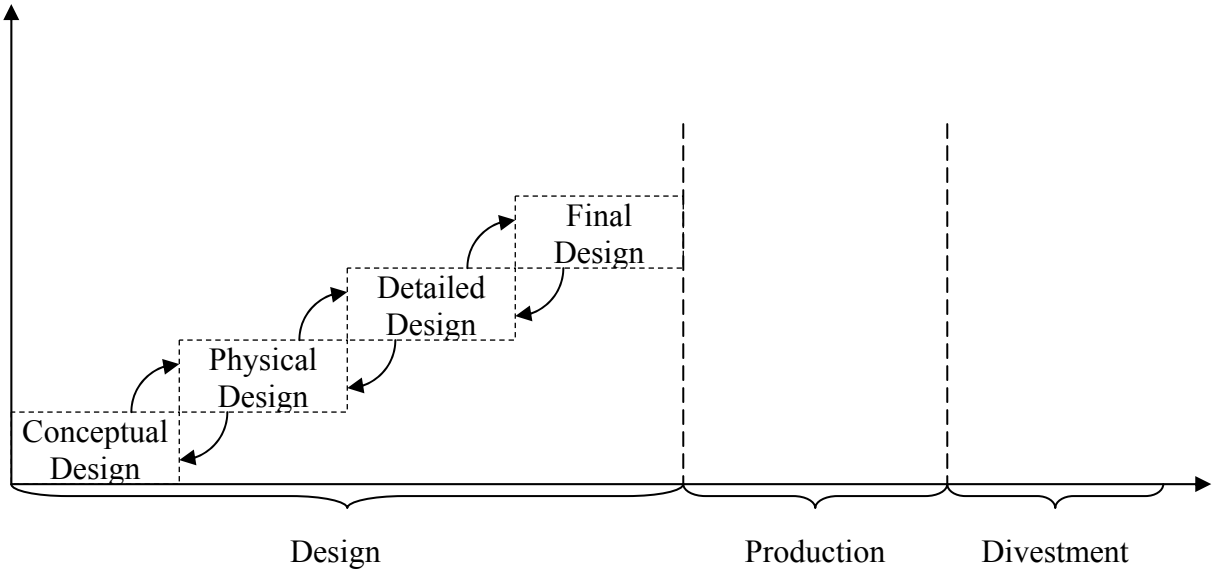 Final
Design
Detailed
Design
Physical
Design
Conceptual
Design
Design
Production
Divestment